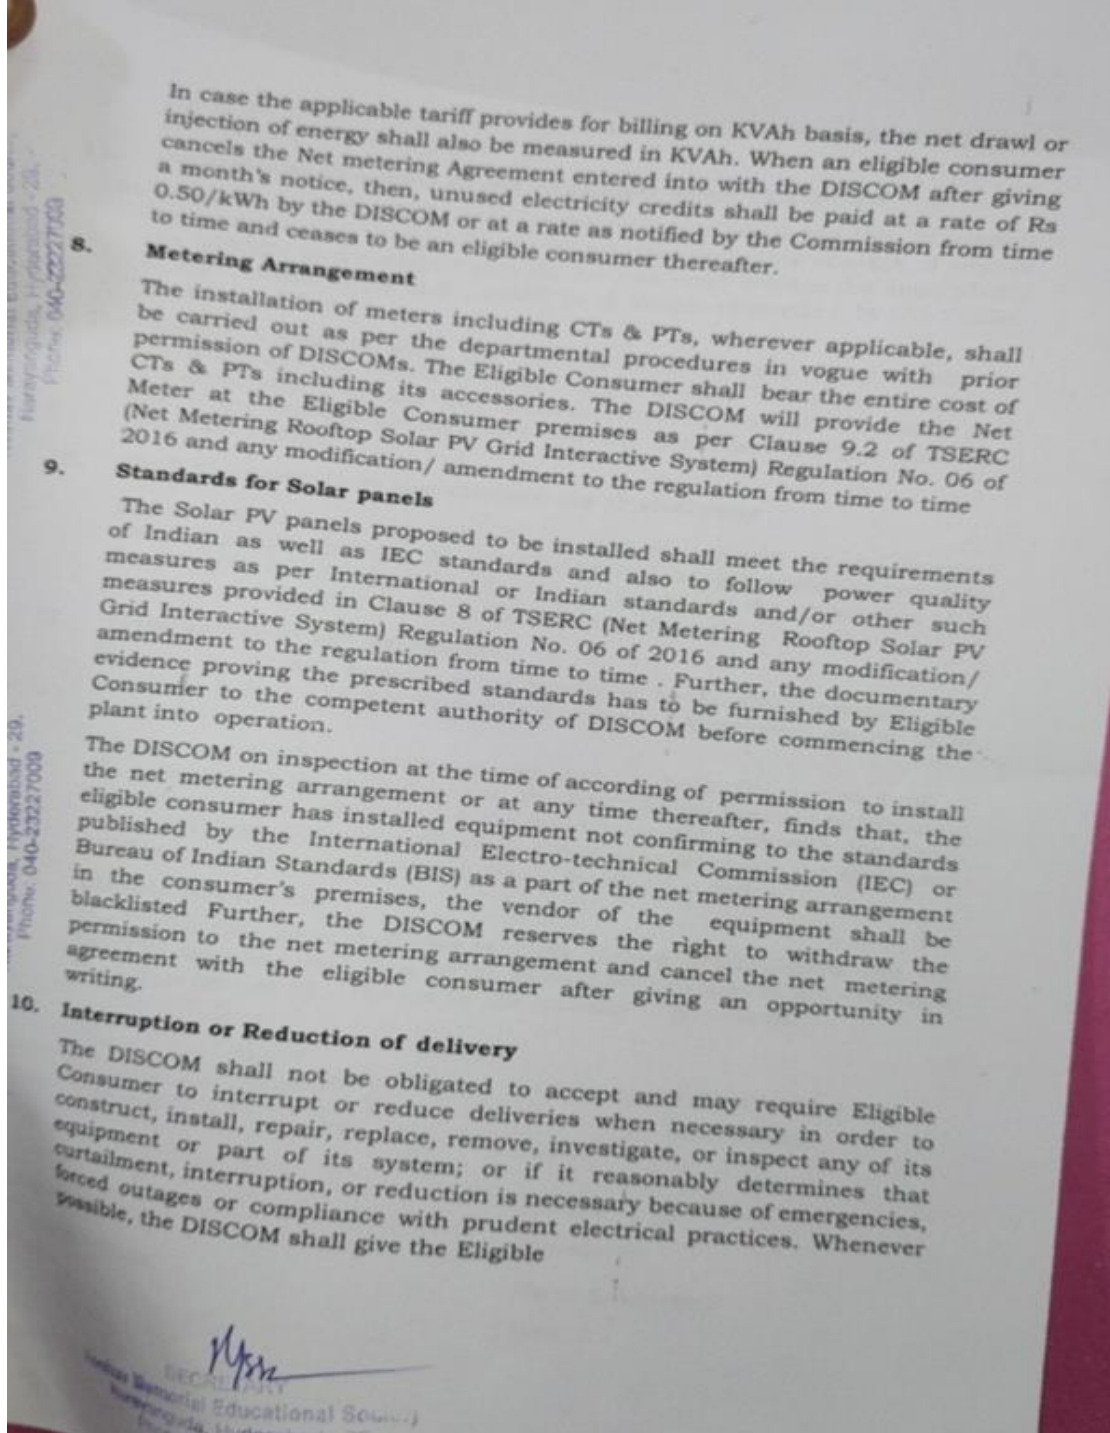 In case the applicable tariff provides for billing on KVAh basis, the net drawl or
injection of energy shall also be measured in KVAh. When an eligible consumer
cancels the Net metering Agreement entered into with the DISCOM after giving
a month's notice, then, unused electricity credits shall be paid at a rate of Rs
0.50/kWh by the DISCOM or at a rate as notified by the Commission from time
to time and ceases to be an eligible consumer thereafter.
8. Metering Arrangement
The installation of meters including CTs & PTs, wherever applicable, shall
be carried out as per the departmental procedures in vogue with prior
permission of DISCOMs. The Eligible Consumer shall bear the entire cost of
CTs & PTs including its accessories. The DISCOM will provide the Net
Meter at the Eligible Consumer premises as per Clause 9.2 of TSERC
(Net Metering Rooftop Solar PV Grid Interactive System) Regulation No. 06 of
2016 and any modification/ amendment to the regulation from time to time
9. Standards for Solar panels
The Solar PV panels proposed to be installed shall meet the requirements
of Indian as well as IEC standards and also to follow power quality
measures as per International or Indian standards and/or other such
measures provided in Clause 8 of TSERC (Net Metering Rooftop Solar PV
Grid Interactive System) Regulation No. 06 of 2016 and any modification/
amendment to the regulation from time to time . Further, the documentary
evidence proving the prescribed standards has to be furnished by Eligible
Consumer to the competent authority of DISCOM before commencing the
plant into operation.
The DISCOM on inspection at the time of according of permission to install
the net metering arrangement or at any time thereafter, finds that, the
eligible consumer has installed equipment not confirming to the standards
published by the International Electro-technical Commission (IEC) or
Bureau of Indian Standards (BIS) as a part of the net metering arrangement
in the consumer's premises, the vendor of the equipment shall be
blacklisted Further, the DISCOM reserves the right to withdraw the
permission to the net metering arrangement and cancel the net metering
agreement with the eligible consumer after giving an opportunity in
writing.
10. Interruption or Reduction of delivery
The DISCOM shall not be obligated to accept and may require Eligible
Consumer to interrupt or reduce deliveries when necessary in order to
construct, install, repair, replace, remove, investigate, or inspect any of its
equipment or part of its system; or if it reasonably determines that
curtailment, interruption, or reduction is necessary because of emergencies,
forced outages or compliance with prudent electrical practices. Whenever
possible, the DISCOM shall give the Eligible
SECRETARY
Memorial Educational
Narayanguda, Hyderabad - 29.
Phone: 040-23227009
Hyderabad - 29.
Phone: 040-23227009